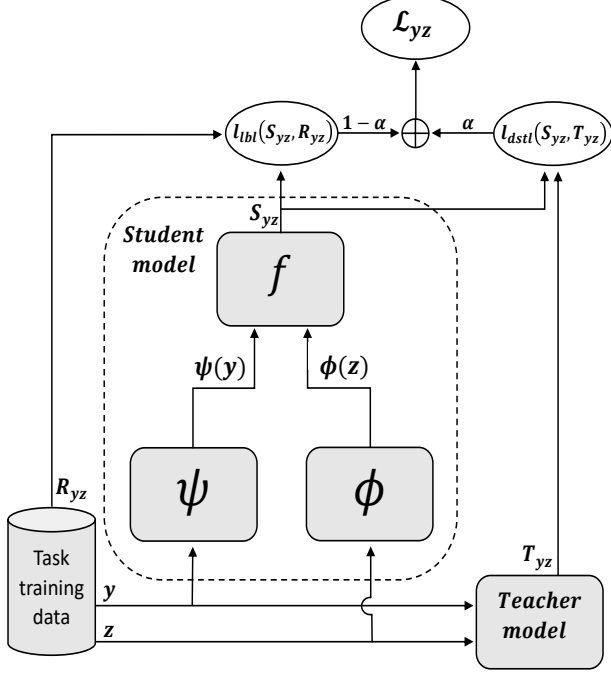 𝓛_yz
l_lbl(S_yz, R_yz)
1 − α
α
l_dstl(S_yz, T_yz)
S_yz
Student
model
f
ψ(y)
ϕ(z)
ψ
ϕ
R_yz
T_yz
Task
training
data
y
z
Teacher
model